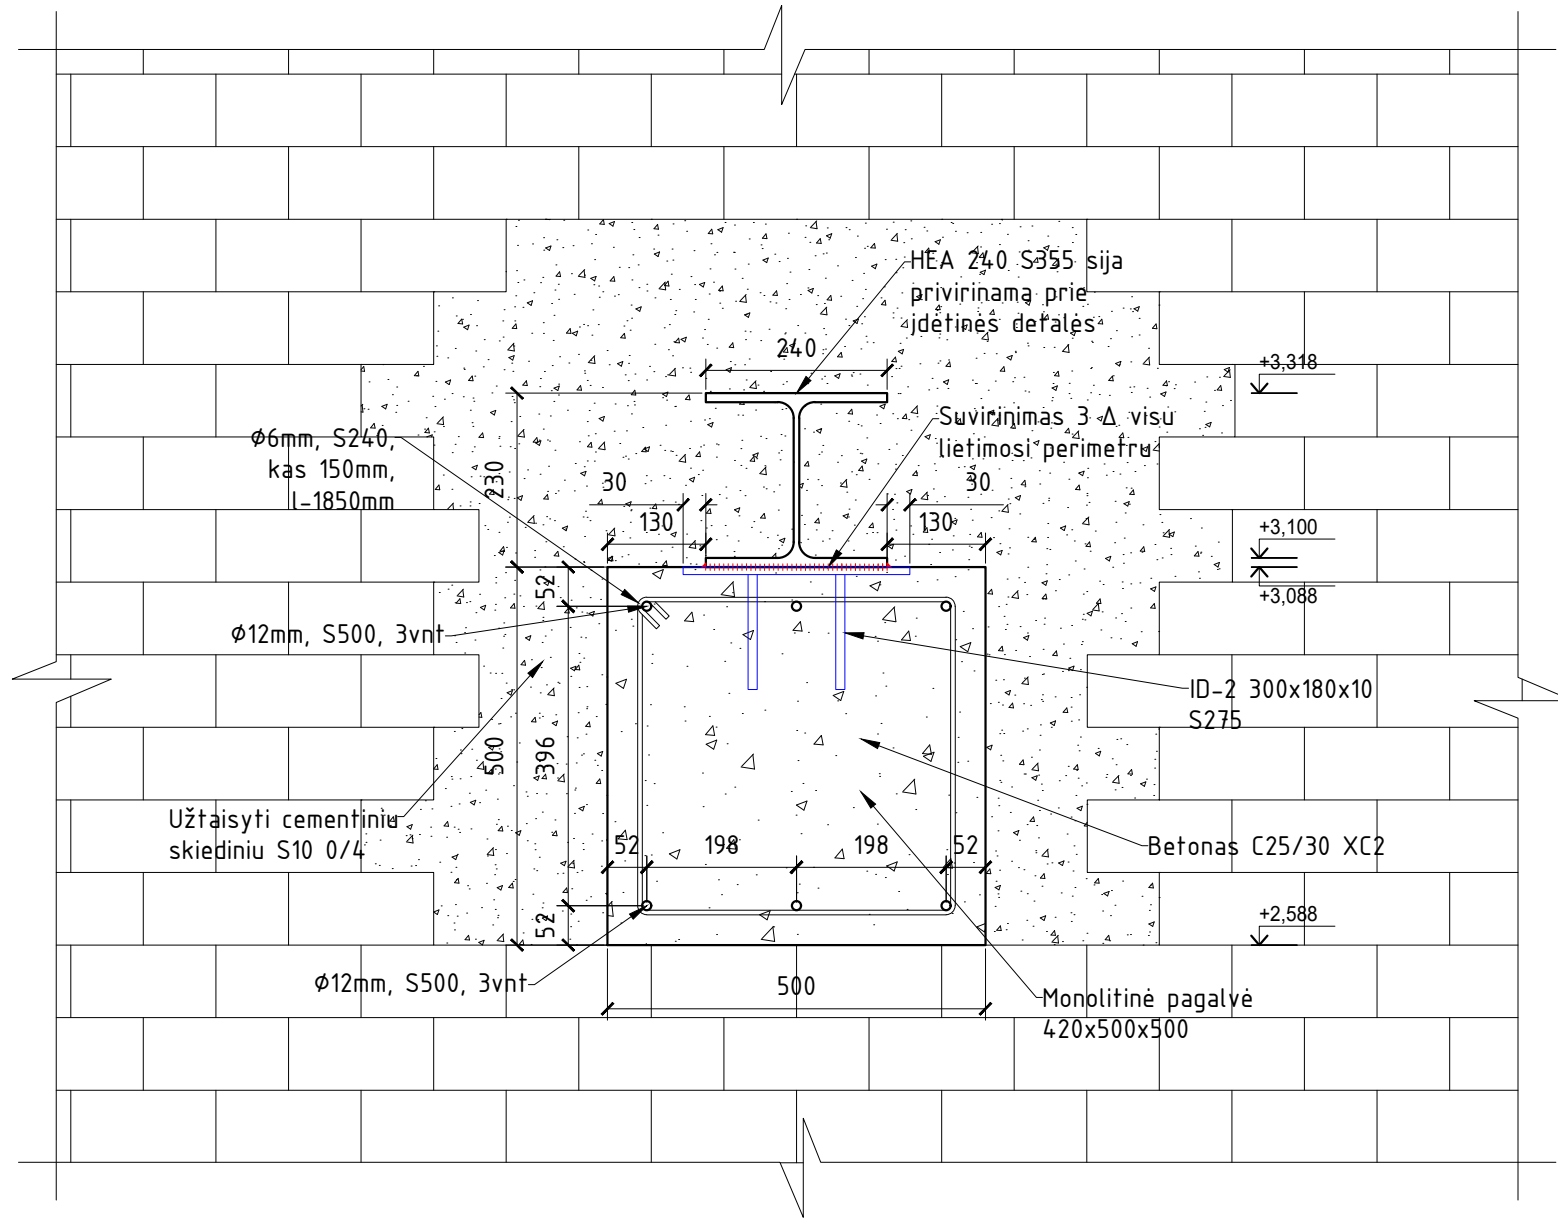 HEA 240 S355 sija
privirinama prie
įdėtinės detalės
240
+3,318
Suvirinimas 3 Δ visu
lietimosi perimetru
Ø6mm, S240,
kas 150mm,
l-1850mm
230
30
30
130
130
+3,100
+3,088
52
Ø12mm, S500, 3vnt
ID-2 300x180x10
S275
500
396
Užtaisyti cementiniu
skiediniu S10 0/4
52
198
198
52
Betonas C25/30 XC2
52
+2,588
Ø12mm, S500, 3vnt
500
Monolitinė pagalvė
420x500x500